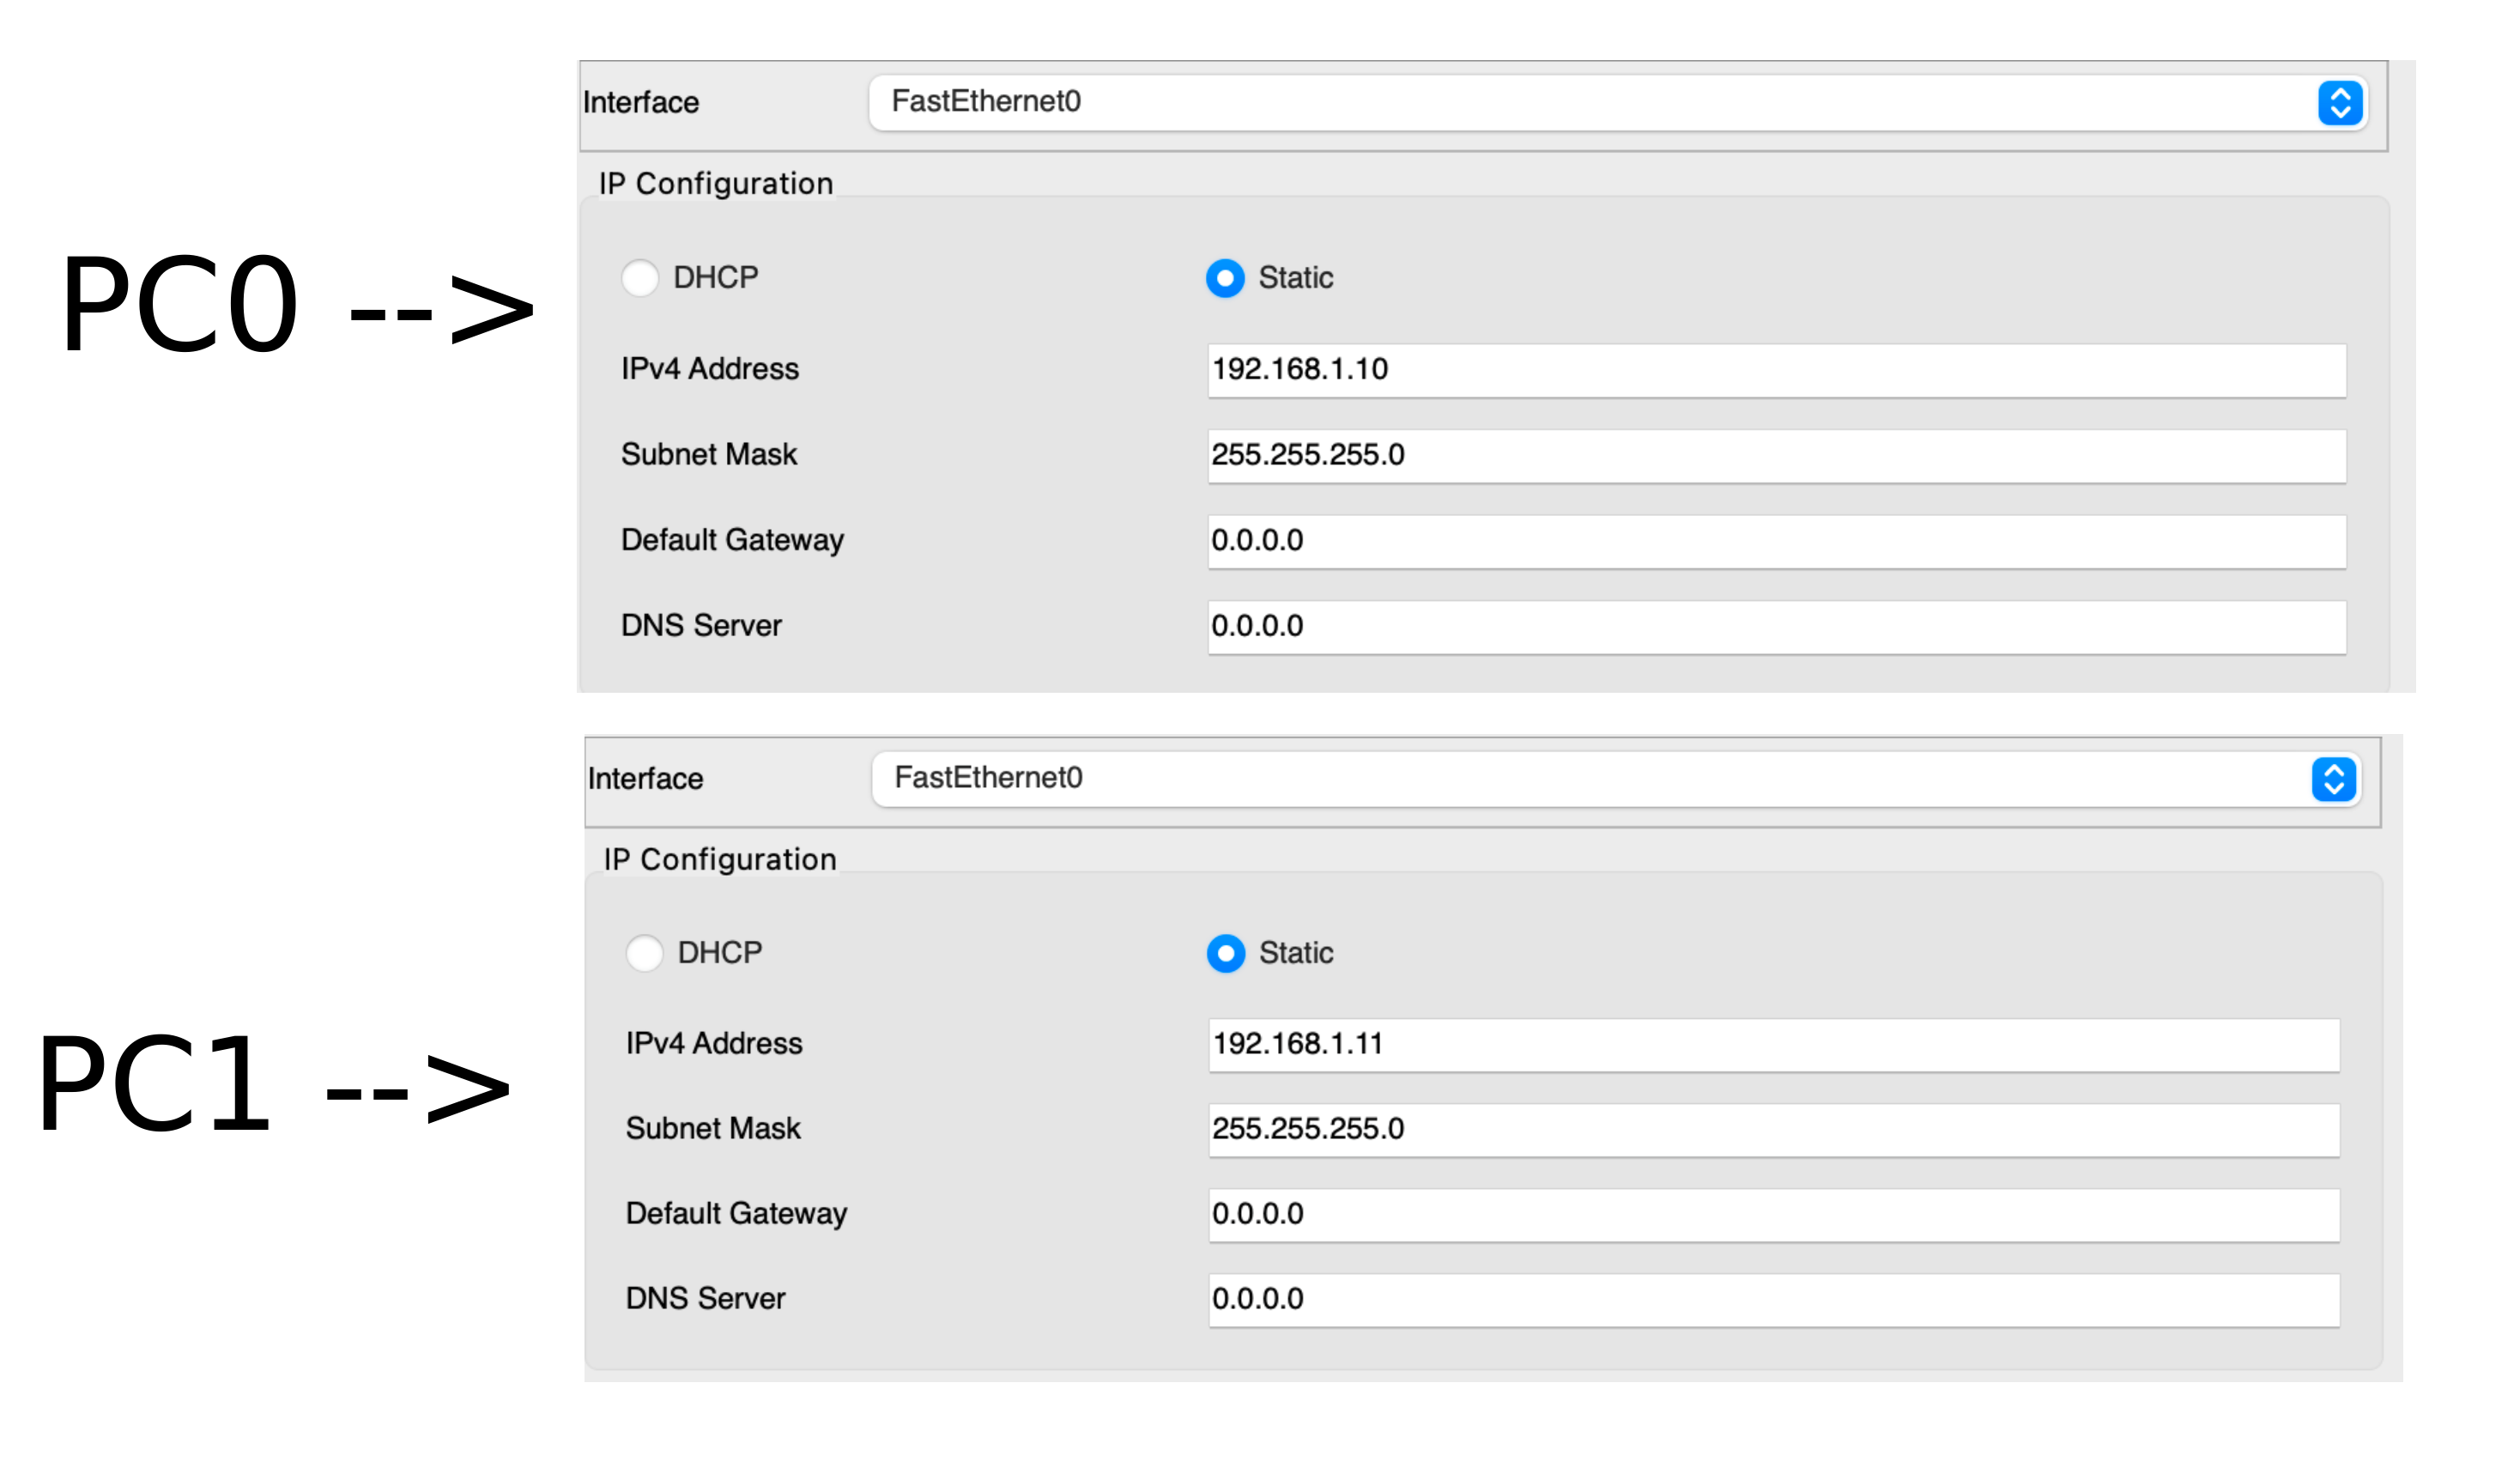 PC0 -->
Interface FastEthernet0
IP Configuration
DHCP Static
IPv4 Address 192.168.1.10
Subnet Mask 255.255.255.0
Default Gateway 0.0.0.0
DNS Server 0.0.0.0
PC1 -->
Interface FastEthernet0
IP Configuration
DHCP Static
IPv4 Address 192.168.1.11
Subnet Mask 255.255.255.0
Default Gateway 0.0.0.0
DNS Server 0.0.0.0